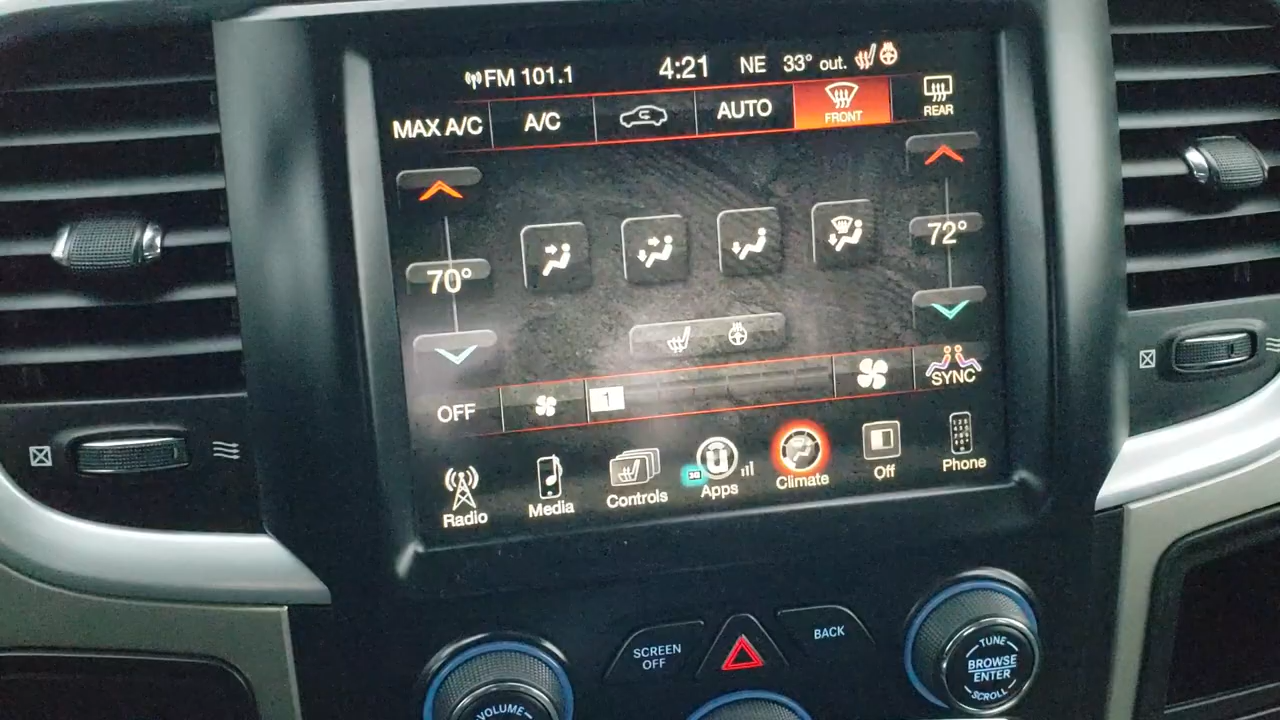 FM 101.1 4:21 NE 33° out.
MAX A/C A/C AUTO FRONT REAR
70° 72°
OFF 1 SYNC
Radio Media Controls Apps Climate Off Phone
SCREEN OFF BACK
VOLUME
TUNE
BROWSE
ENTER
SCROLL